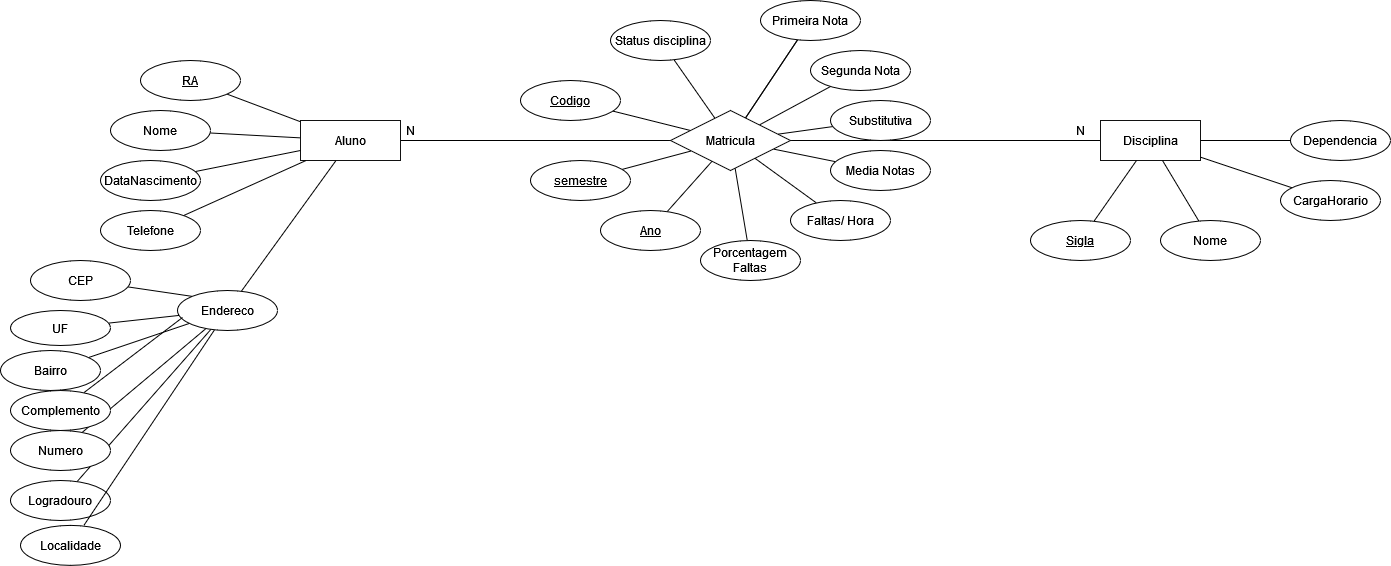 Primeira Nota
Status disciplina
Segunda Nota
RA
Codigo
Substitutiva
Nome
Aluno
N
Matricula
N
Disciplina
Dependencia
DataNascimento
semestre
Media Notas
CargaHorario
Telefone
Ano
Faltas/ Hora
Sigla
Nome
Porcentagem
Faltas
CEP
Endereco
UF
Bairro
Complemento
Numero
Logradouro
Localidade